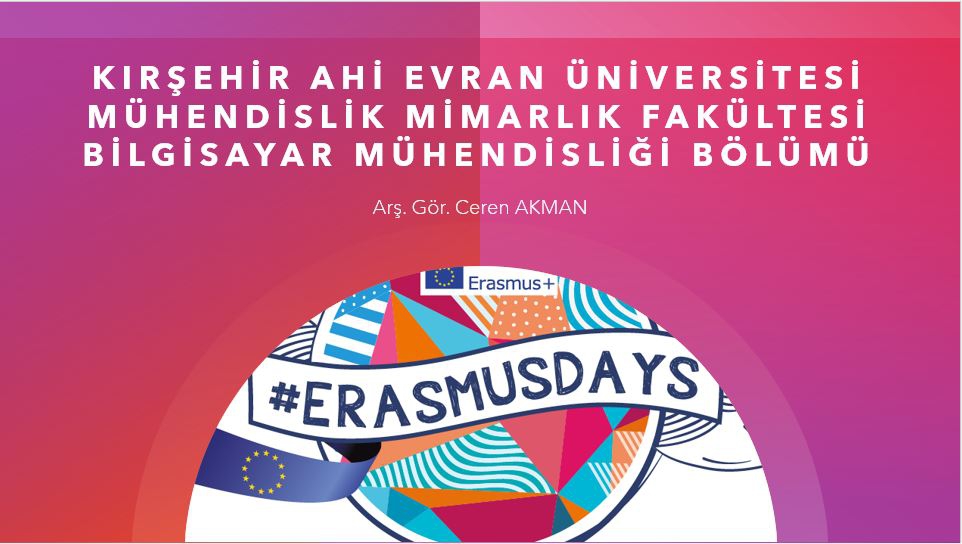 KIRŞEHİR AHİ EVRAN ÜNİVERSİTESİ
MÜHENDİSLİK MİMARLIK FAKÜLTESİ
BİLGİSAYAR MÜHENDİSLİĞİ BÖLÜMÜ
Arş. Gör. Ceren AKMAN
Erasmus+
#ERASMUSDAYS